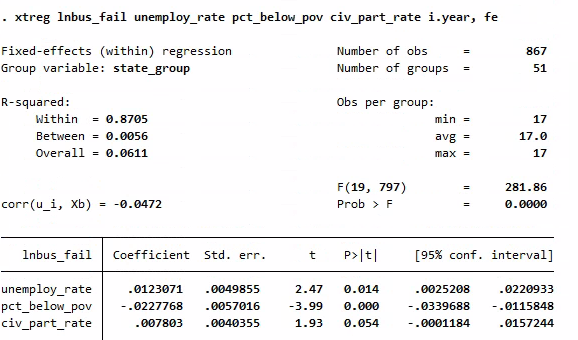 . xtreg lnbus_fail unemploy_rate pct_below_pov civ_part_rate i.year, fe
Fixed-effects (within) regression Number of obs = 867
Group variable: state_group Number of groups = 51
R-squared: Obs per group:
Within = 0.8705 min = 17
Between = 0.0056 avg = 17.0
Overall = 0.0611 max = 17
F(19, 797) = 281.86
corr(u_i, Xb) = -0.0472 Prob > F = 0.0000
lnbus_fail Coefficient Std. err. t P>|t| [95% conf. interval]
unemploy_rate .0123071 .0049855 2.47 0.014 .0025208 .0220933
pct_below_pov -.0227768 .0057016 -3.99 0.000 -.0339688 -.0115848
civ_part_rate .007803 .0040355 1.93 0.054 -.0001184 .0157244